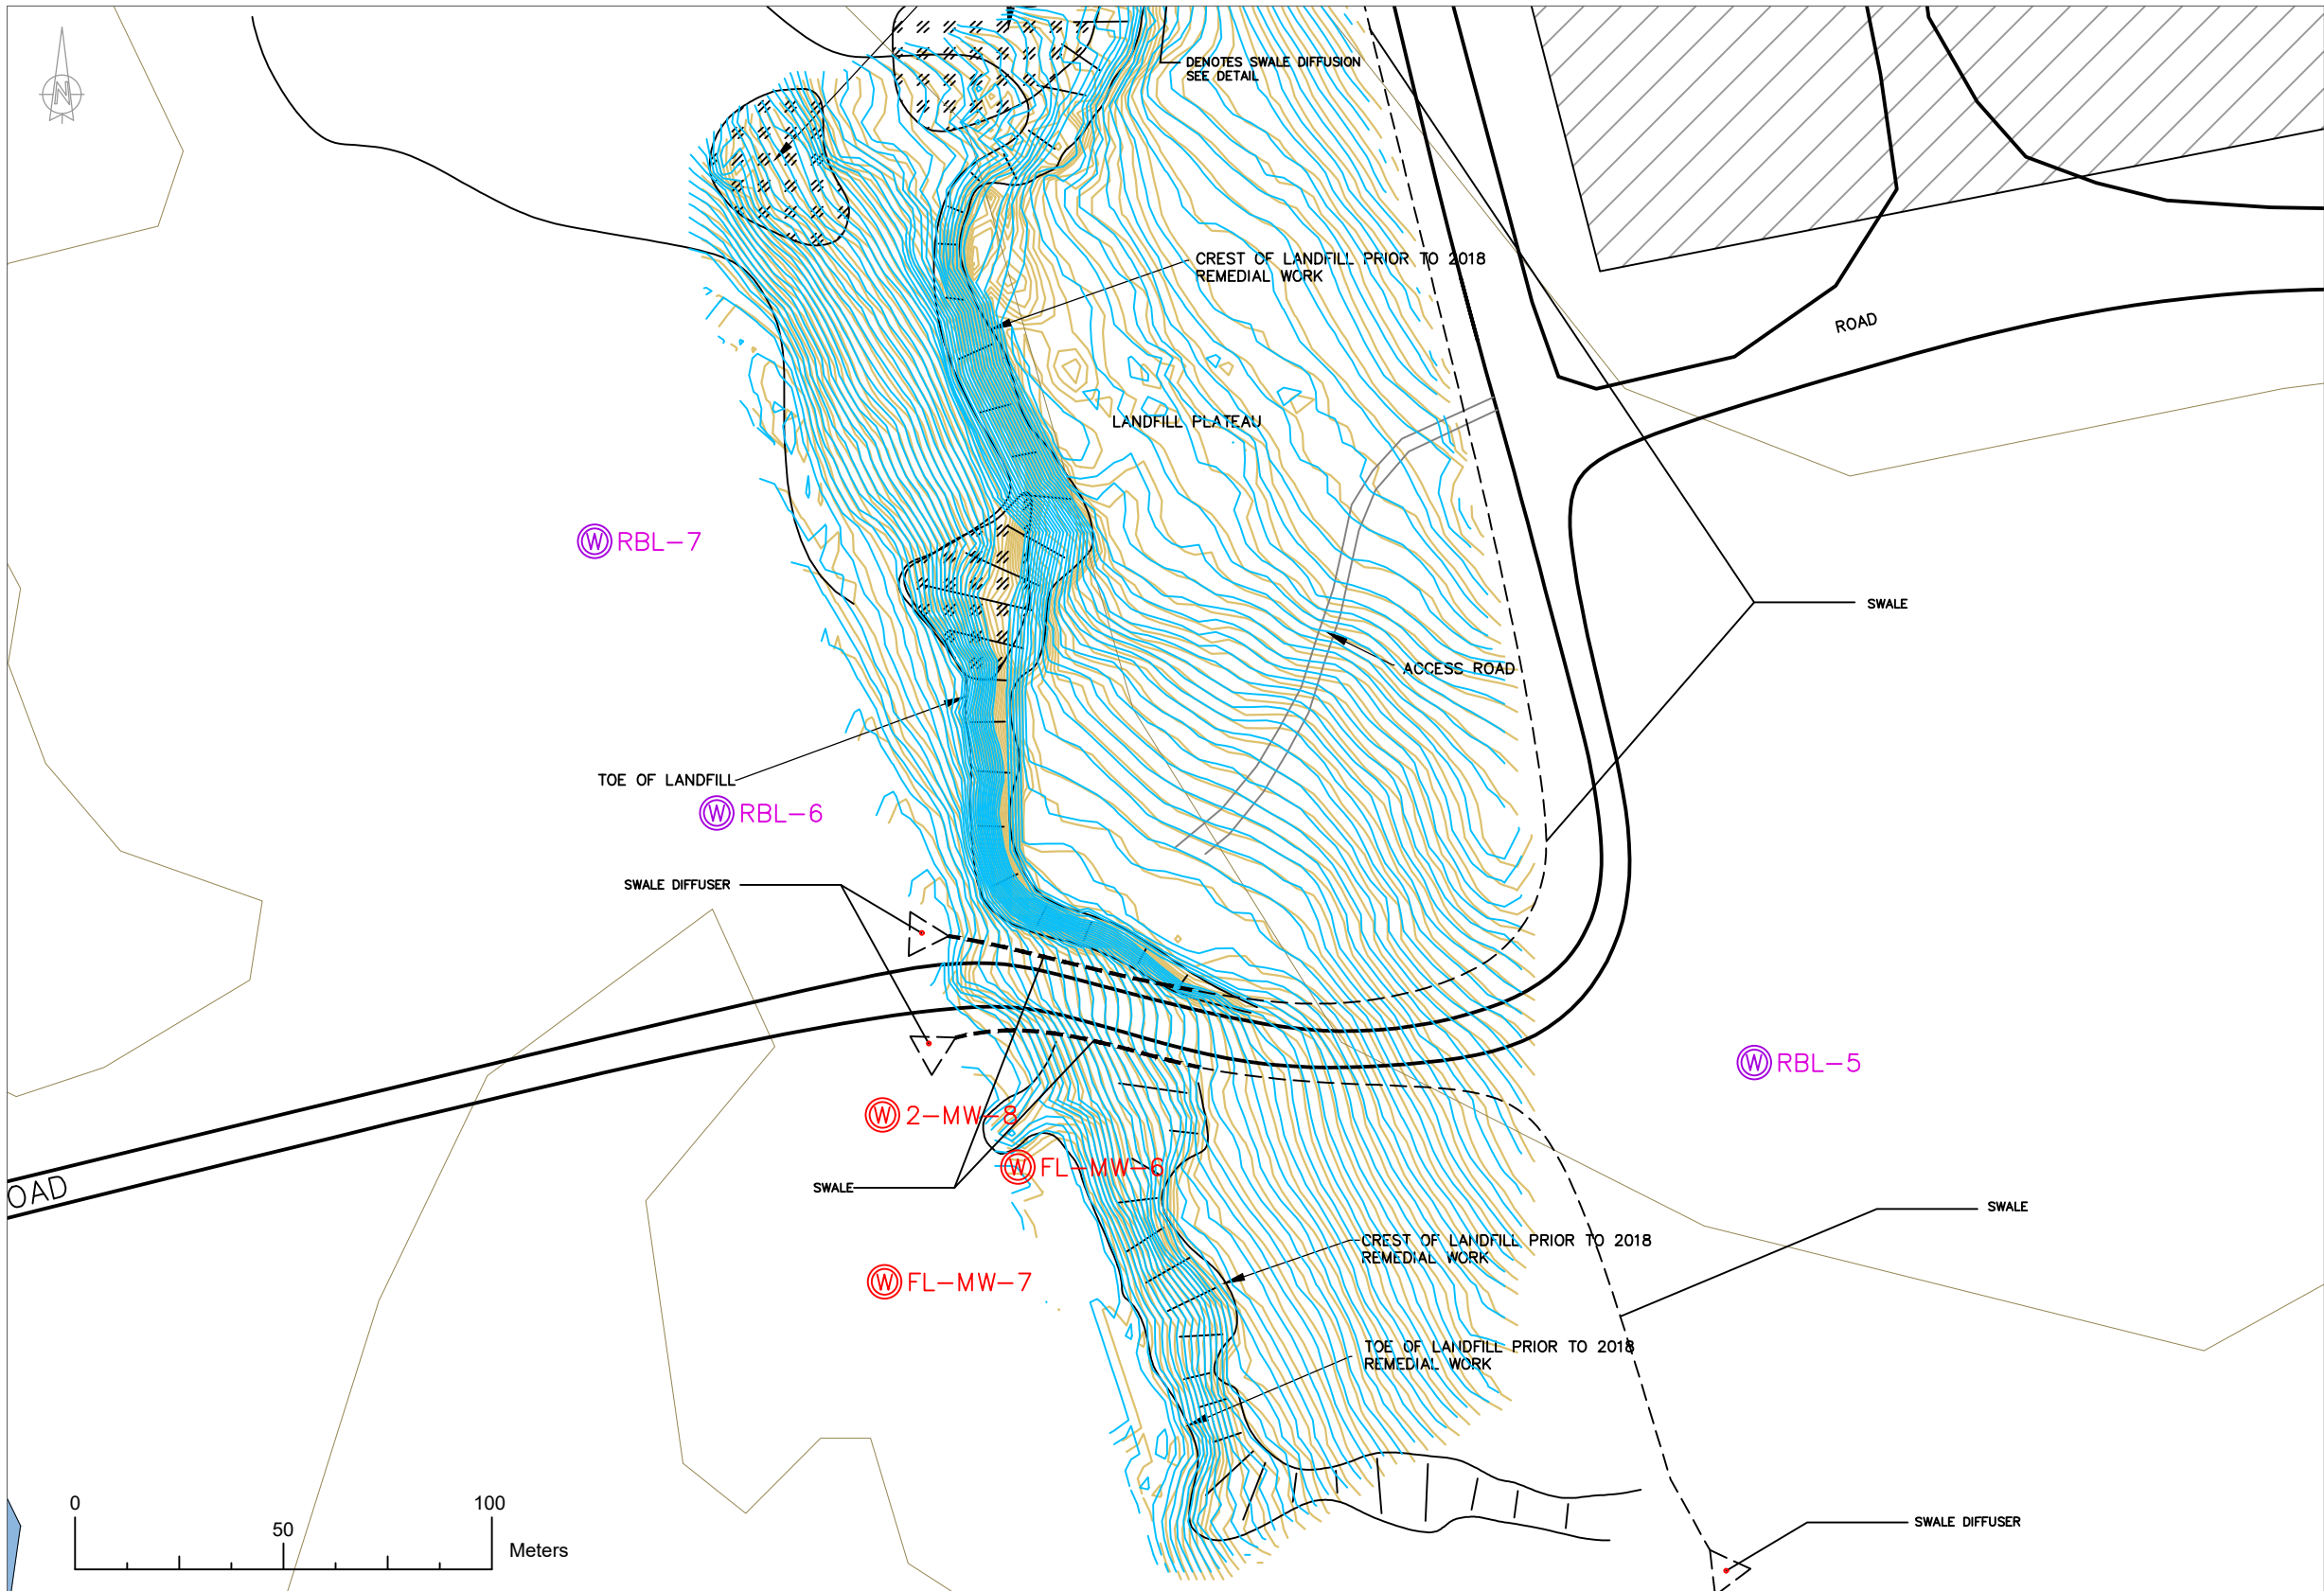 N
DENOTES SWALE DIFFUSION
SEE DETAIL
CREST OF LANDFILL PRIOR TO 2018
REMEDIAL WORK
ROAD
LANDFILL PLATEAU
W RBL-7
SWALE
ACCESS ROAD
TOE OF LANDFILL
W RBL-6
SWALE DIFFUSER
W RBL-5
W 2-MW-8
W FL-MW-6
SWALE
OAD
SWALE
CREST OF LANDFILL PRIOR TO 2018
REMEDIAL WORK
W FL-MW-7
TOE OF LANDFILL PRIOR TO 2018
REMEDIAL WORK
0 50 100
Meters
SWALE DIFFUSER